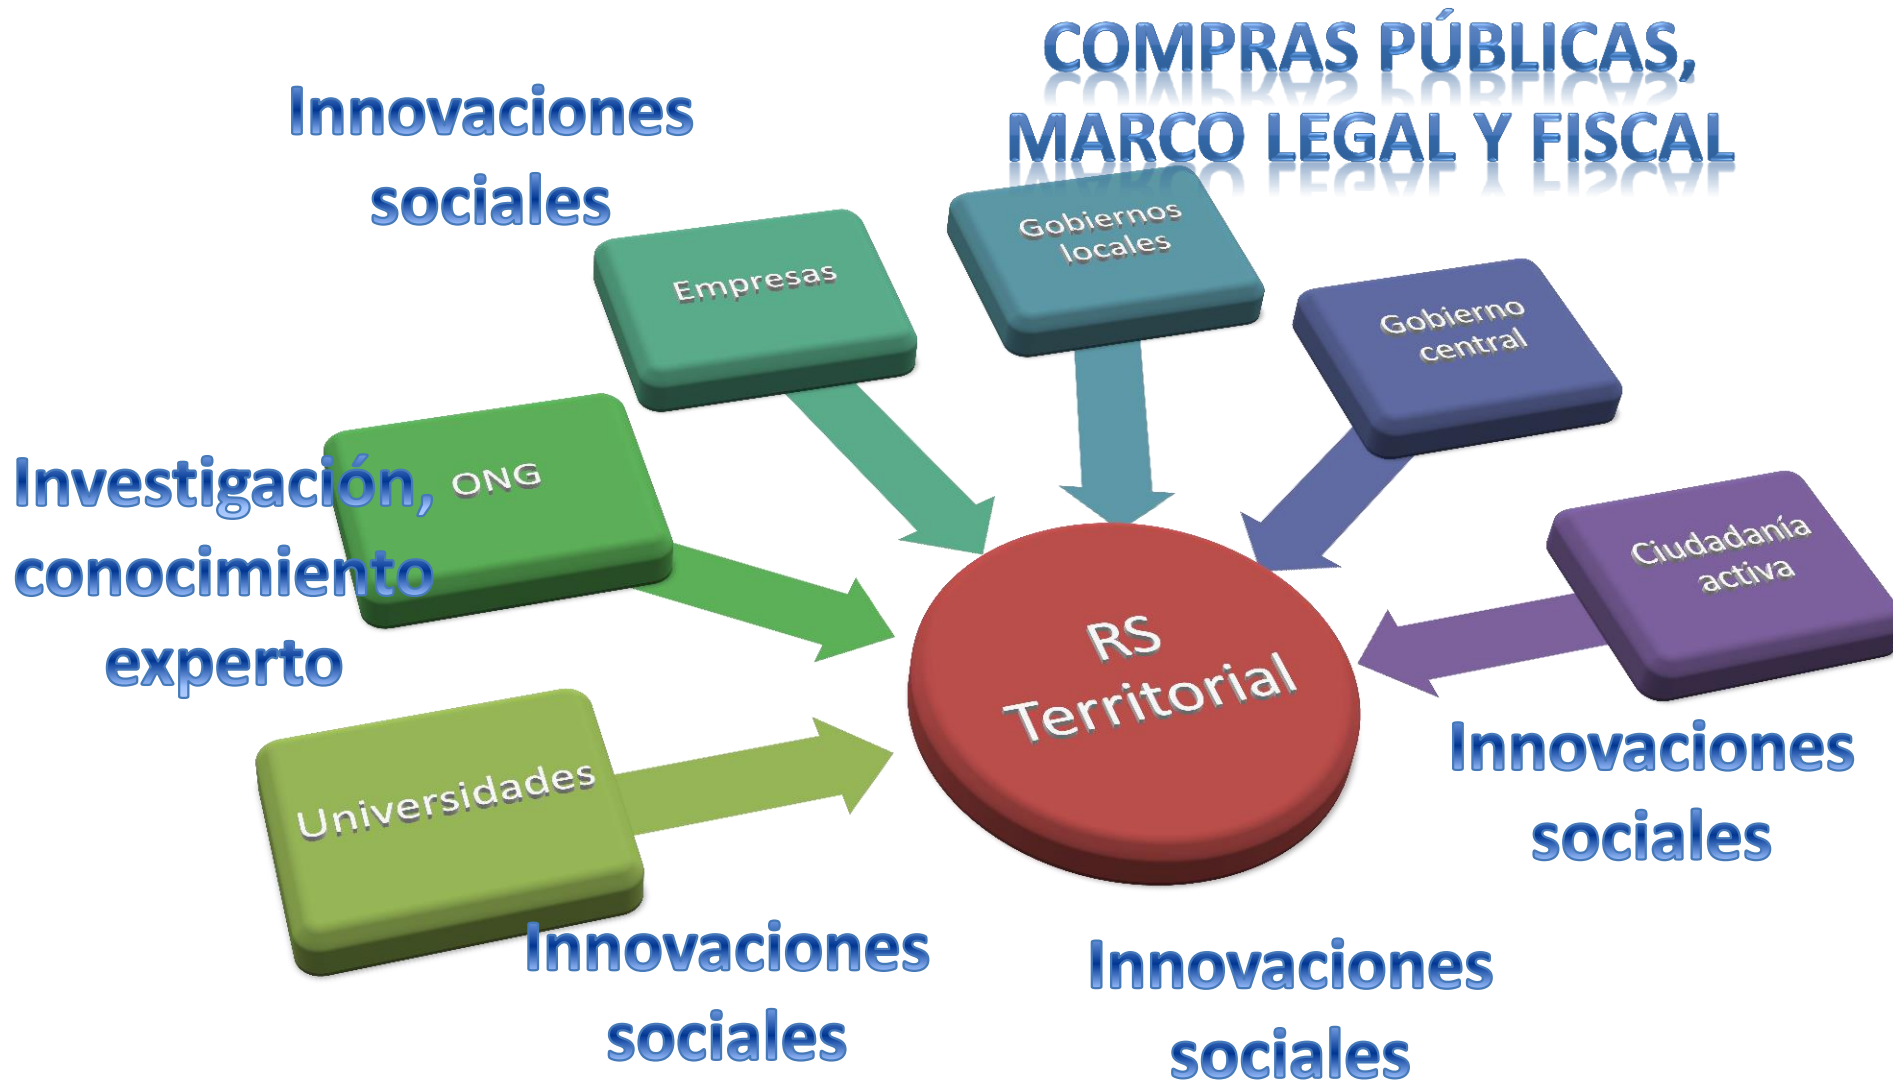 COMPRAS PÚBLICAS,
MARCO LEGAL Y FISCAL
Innovaciones
sociales
Empresas
Gobiernos
locales
Gobierno
central
ONG
Investigación,
conocimiento
experto
Ciudadanía
activa
RS
Territorial
Universidades
Innovaciones
sociales
Innovaciones
sociales
Innovaciones
sociales